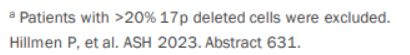 ᵃ Patients with >20% 17p deleted cells were excluded.
Hillmen P, et al. ASH 2023. Abstract 631.